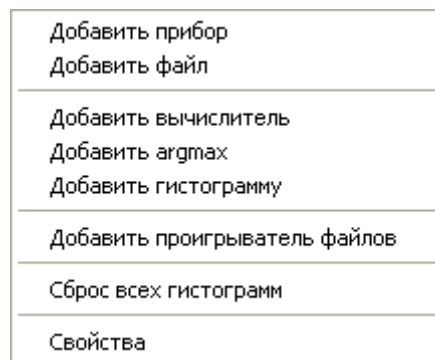 Добавить прибор
Добавить файл
Добавить вычислитель
Добавить argmax
Добавить гистограмму
Добавить проигрыватель файлов
Сброс всех гистограмм
Свойства